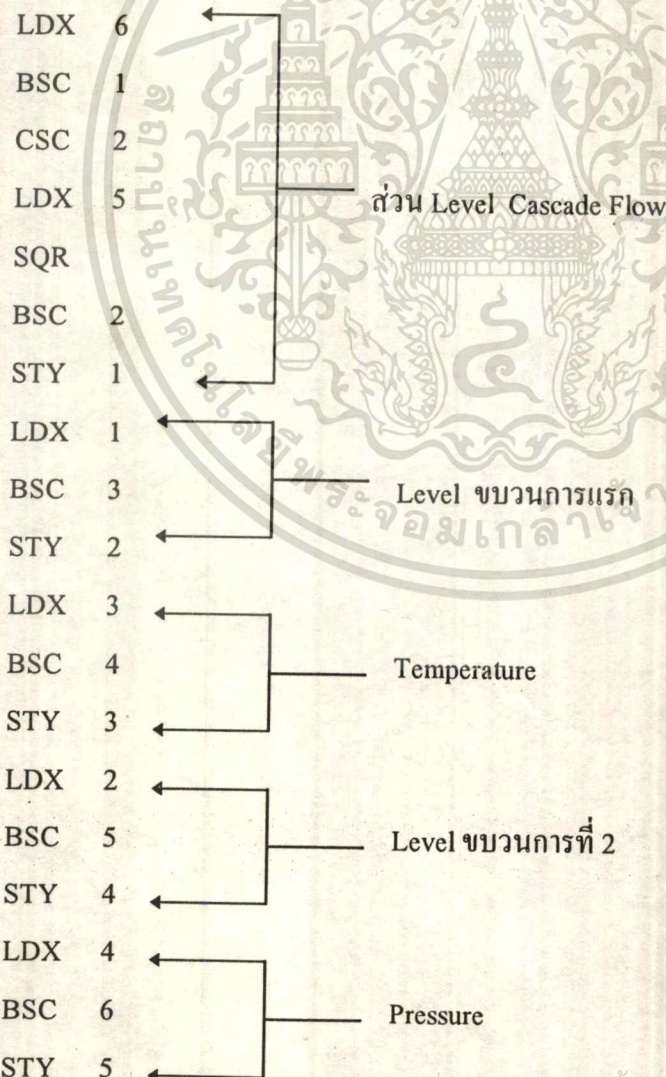 LDX 6
BSC 1
CSC 2
LDX 5
ส่วน Level Cascade Flow
SQR
BSC 2
STY 1
LDX 1
BSC 3
Level ขบวนการแรก
STY 2
LDX 3
BSC 4
Temperature
STY 3
LDX 2
BSC 5
Level ขบวนการที่ 2
STY 4
LDX 4
BSC 6
Pressure
STY 5